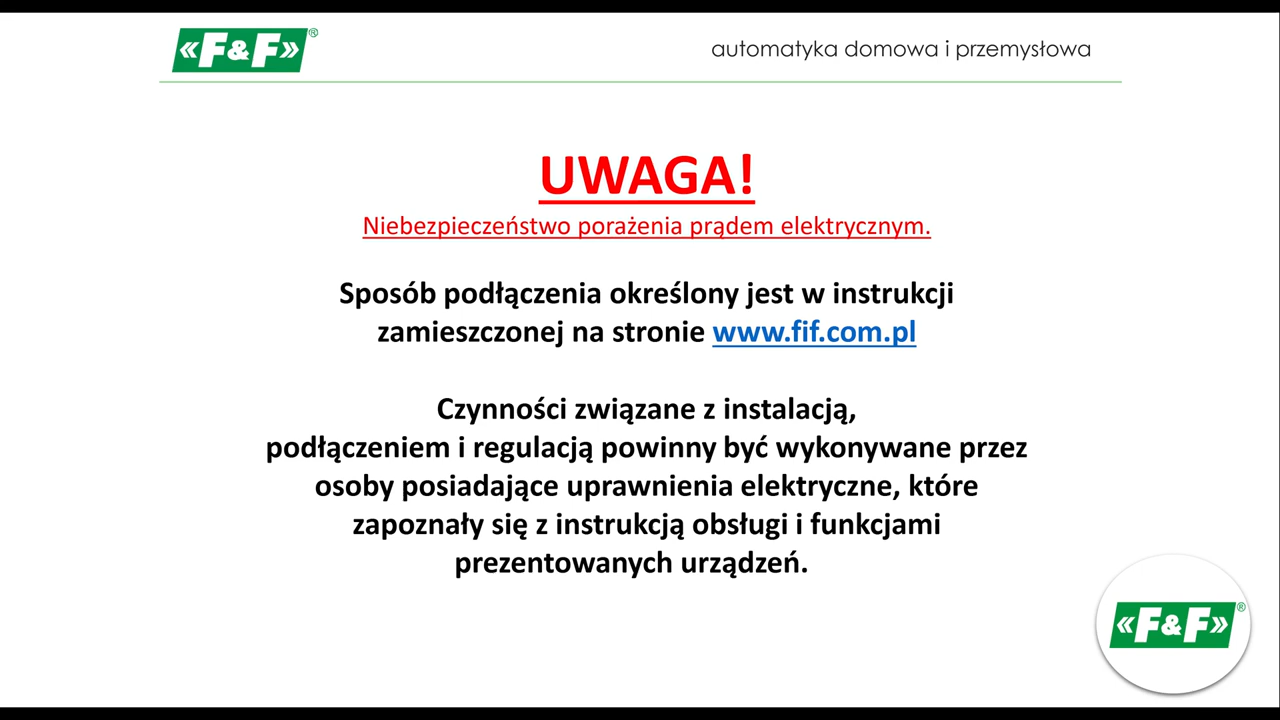 «F&F»®
automatyka domowa i przemysłowa
UWAGA!
Niebezpieczeństwo porażenia prądem elektrycznym.
Sposób podłączenia określony jest w instrukcji
zamieszczonej na stronie www.fif.com.pl
Czynności związane z instalacją,
podłączeniem i regulacją powinny być wykonywane przez
osoby posiadające uprawnienia elektryczne, które
zapoznały się z instrukcją obsługi i funkcjami
prezentowanych urządzeń.
«F&F»®